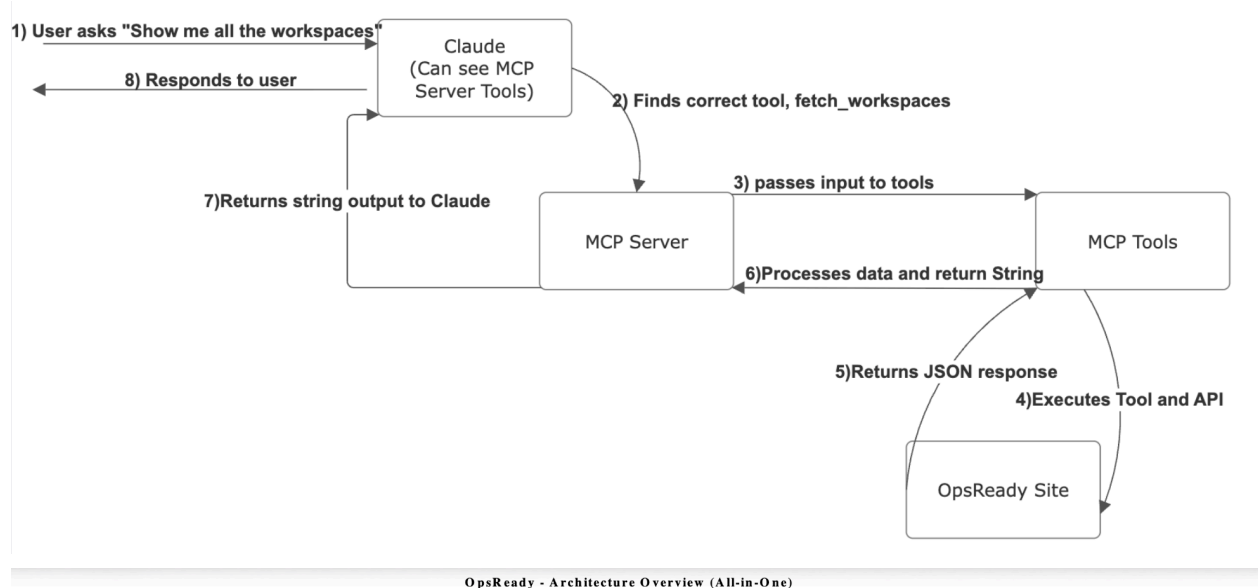 1) User asks "Show me all the workspaces"
Claude
(Can see MCP
Server Tools)
8) Responds to user
2) Finds correct tool, fetch_workspaces
3) passes input to tools
7)Returns string output to Claude
MCP Server
MCP Tools
6)Processes data and return String
5)Returns JSON response
4)Executes Tool and API
OpsReady Site
OpsReady - Architecture Overview (All-in-One)